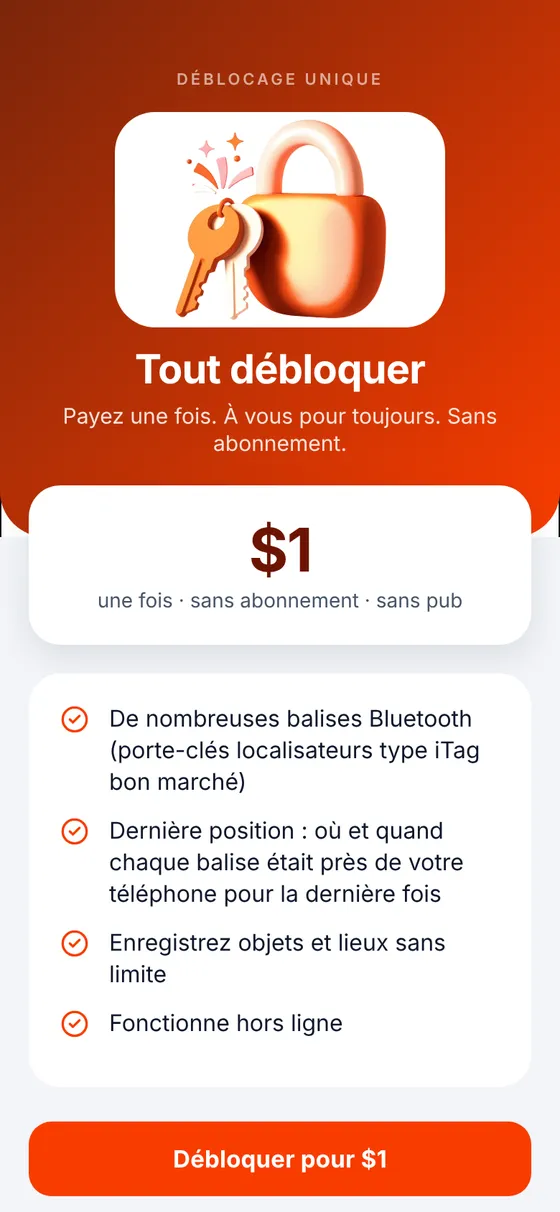 DÉBLOCAGE UNIQUE
Tout débloquer
Payez une fois. À vous pour toujours. Sans
abonnement.
$1
une fois · sans abonnement · sans pub
De nombreuses balises Bluetooth
(porte-clés localisateurs type iTag
bon marché)
Dernière position : où et quand
chaque balise était près de votre
téléphone pour la dernière fois
Enregistrez objets et lieux sans
limite
Fonctionne hors ligne
Débloquer pour $1